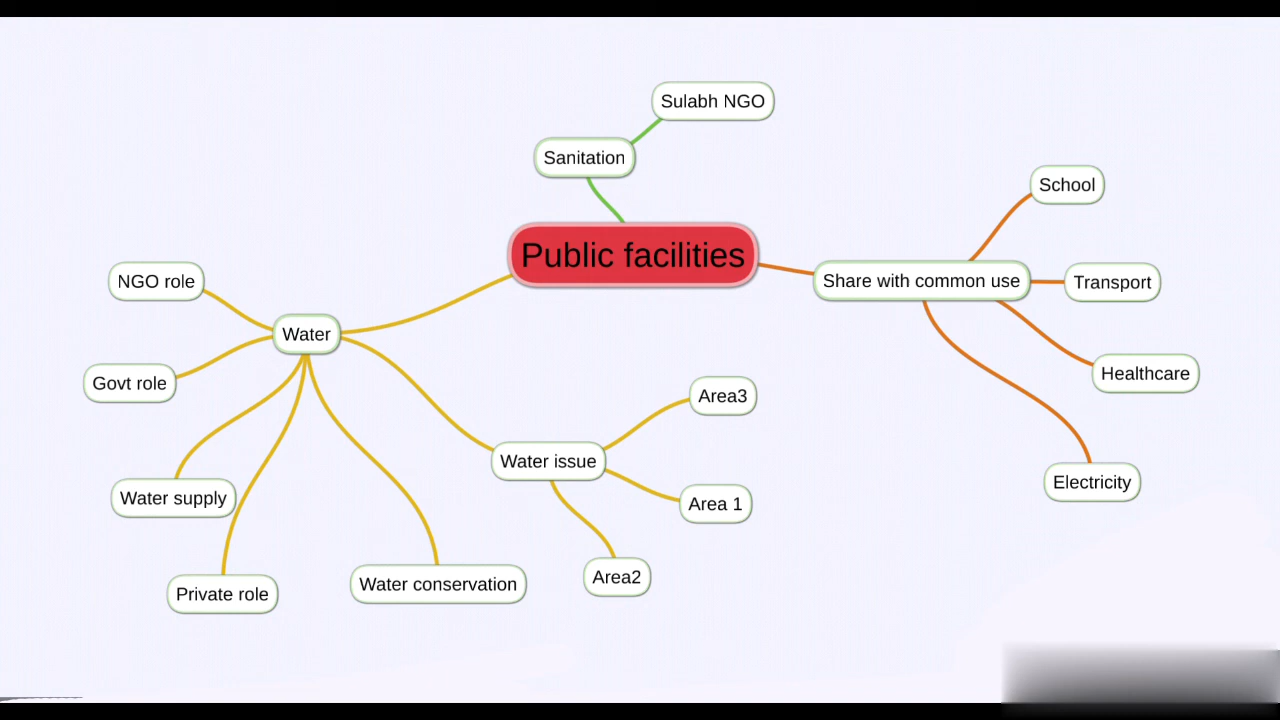 Sulabh NGO
Sanitation
School
Public facilities
NGO role
Share with common use
Transport
Water
Govt role
Healthcare
Area3
Water issue
Electricity
Water supply
Area 1
Private role
Water conservation
Area2